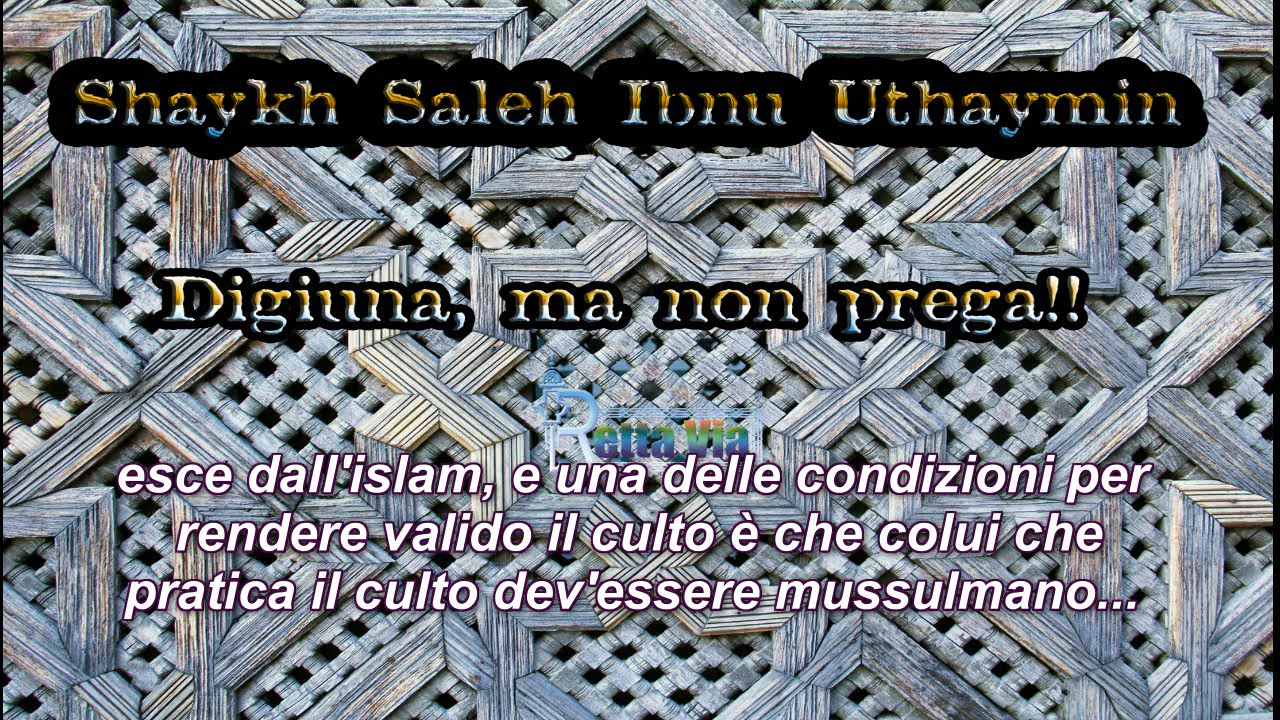 Shaykh Saleh Ibnu Uthaymin
Digiuna, ma non prega!!
Retta Via
esce dall'islam, e una delle condizioni per
rendere valido il culto è che colui che
pratica il culto dev'essere mussulmano...